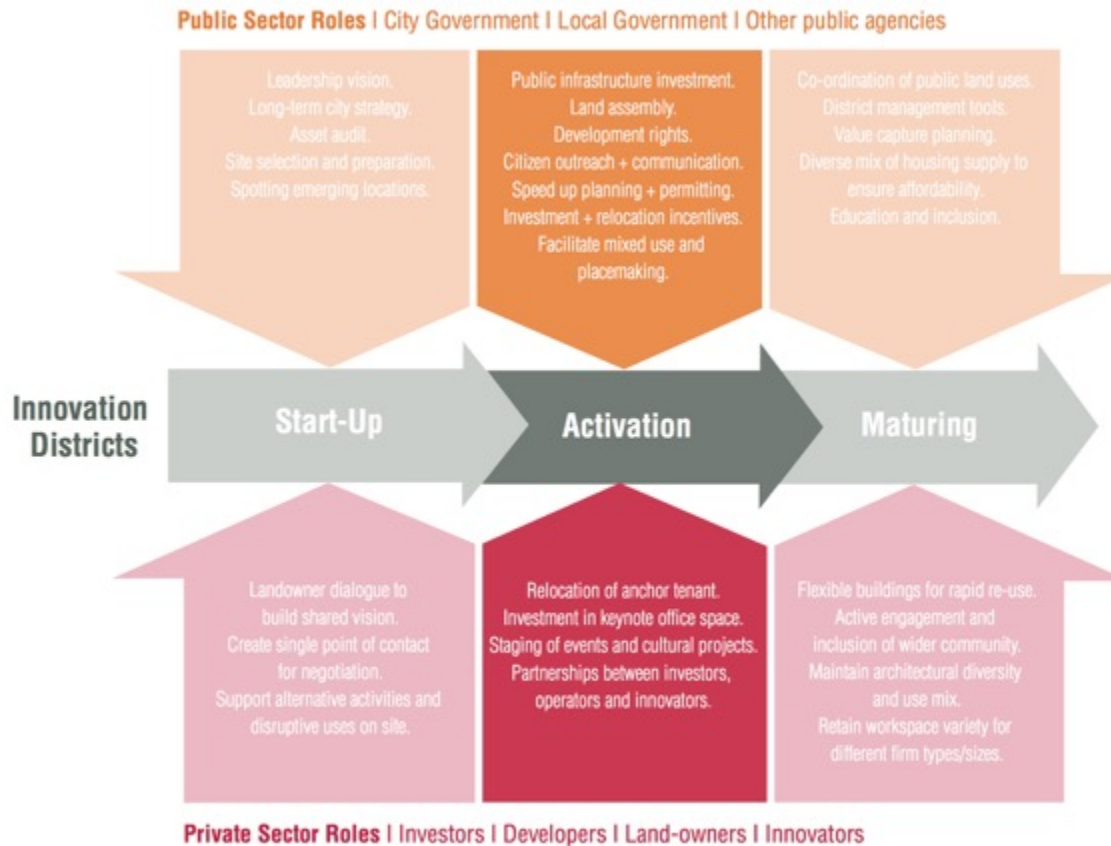 Public Sector Roles I City Government I Local Government I Other public agencies
Leadership vision.
Long-term city strategy.
Asset audit.
Site selection and preparation.
Spotting emerging locations.
Public infrastructure investment.
Land assembly.
Development rights.
Citizen outreach + communication.
Speed up planning + permitting.
Investment + relocation incentives.
Facilitate mixed use and
placemaking.
Co-ordination of public land uses.
District management tools.
Value capture planning.
Diverse mix of housing supply to
ensure affordability.
Education and inclusion.
Innovation
Districts
Start-Up
Activation
Maturing
Landowner dialogue to
build shared vision.
Create single point of contact
for negotiation.
Support alternative activities and
disruptive uses on site.
Relocation of anchor tenant.
Investment in keynote office space.
Staging of events and cultural projects.
Partnerships between investors,
operators and innovators.
Flexible buildings for rapid re-use.
Active engagement and
inclusion of wider community.
Maintain architectural diversity
and use mix.
Retain workspace variety for
different firm types/sizes.
Private Sector Roles I Investors I Developers I Land-owners I Innovators